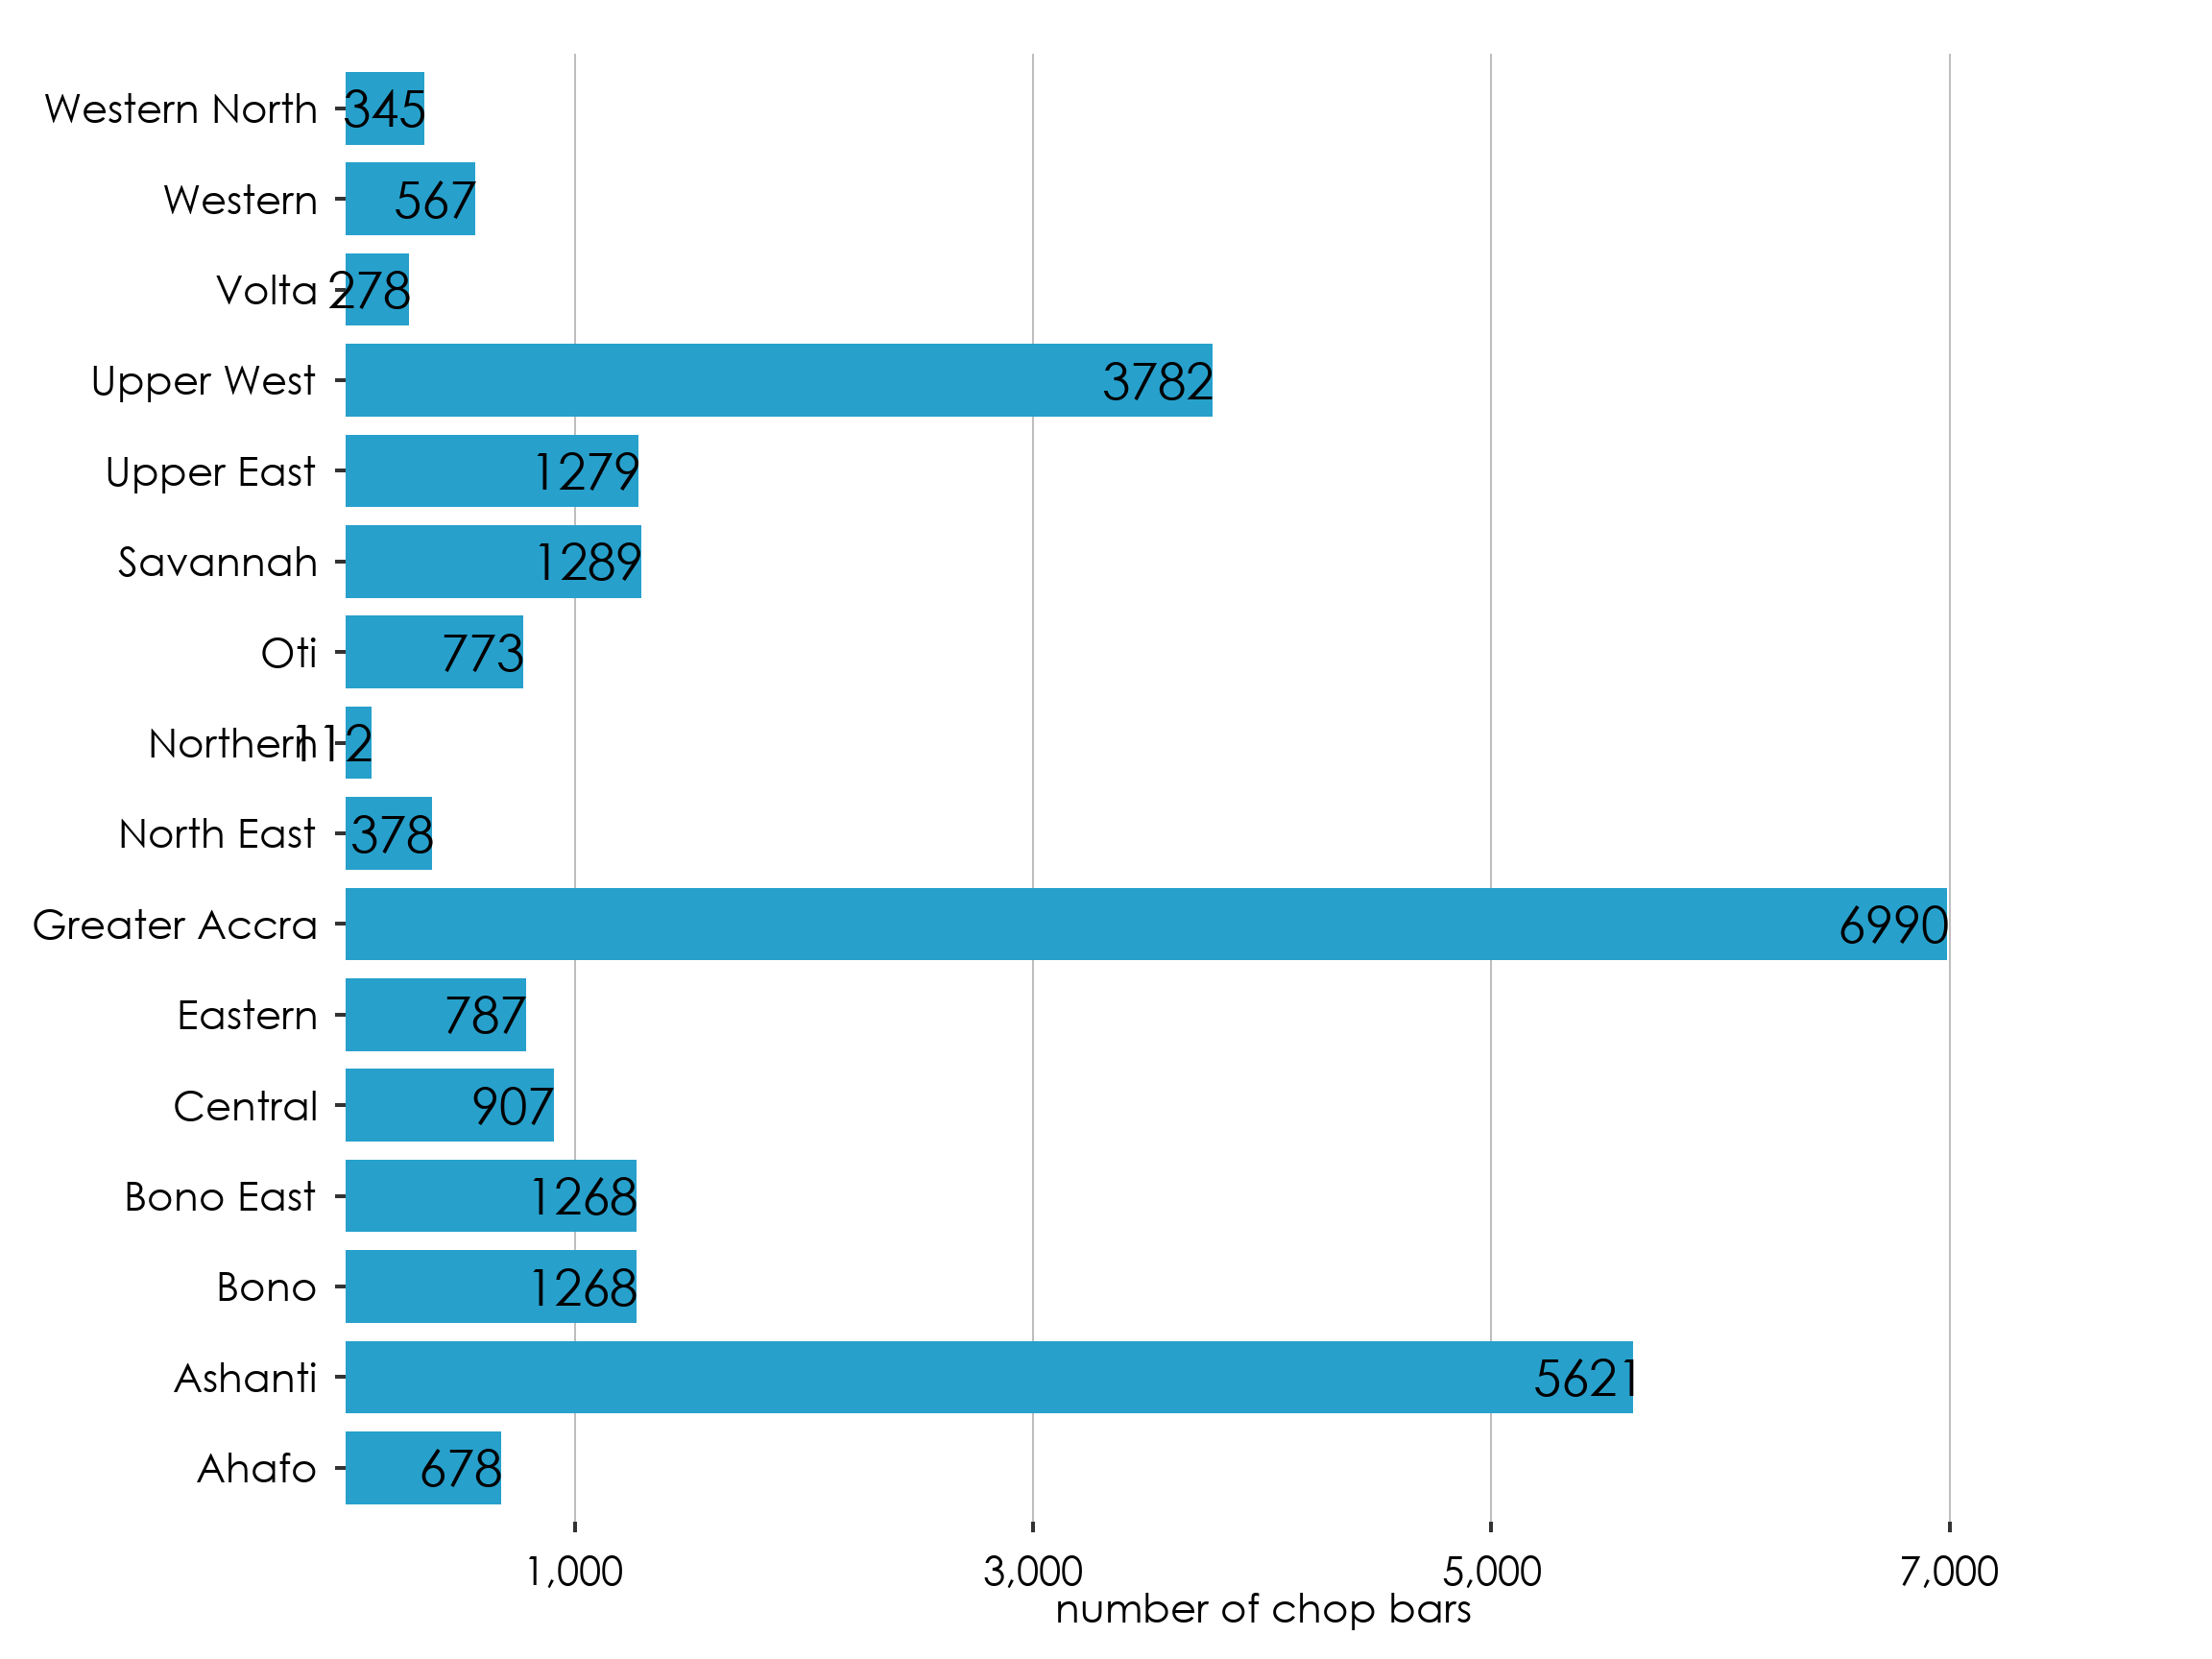 Western North 345
Western 567
Volta 278
Upper West 3782
Upper East 1279
Savannah 1289
Oti 773
Northern 112
North East 378
Greater Accra 6990
Eastern 787
Central 907
Bono East 1268
Bono 1268
Ashanti 5621
Ahafo 678
1,000 3,000 5,000 7,000
number of chop bars